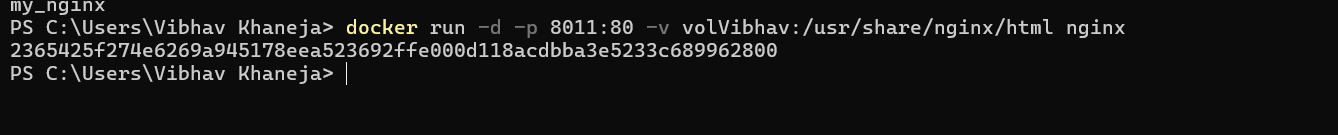 my_nginx
PS C:\Users\Vibhav Khaneja> docker run -d -p 8011:80 -v volVibhav:/usr/share/nginx/html nginx
2365425f274e6269a945178eea523692ffe000d118acdbba3e5233c689962800
PS C:\Users\Vibhav Khaneja>